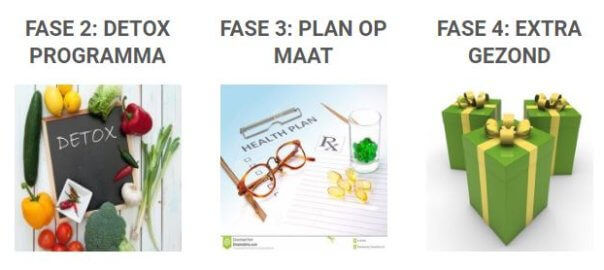 FASE 2: DETOX
PROGRAMMA
DETOX
FASE 3: PLAN OP
MAAT
HEALTH PLAN
Rx
FASE 4: EXTRA
GEZOND